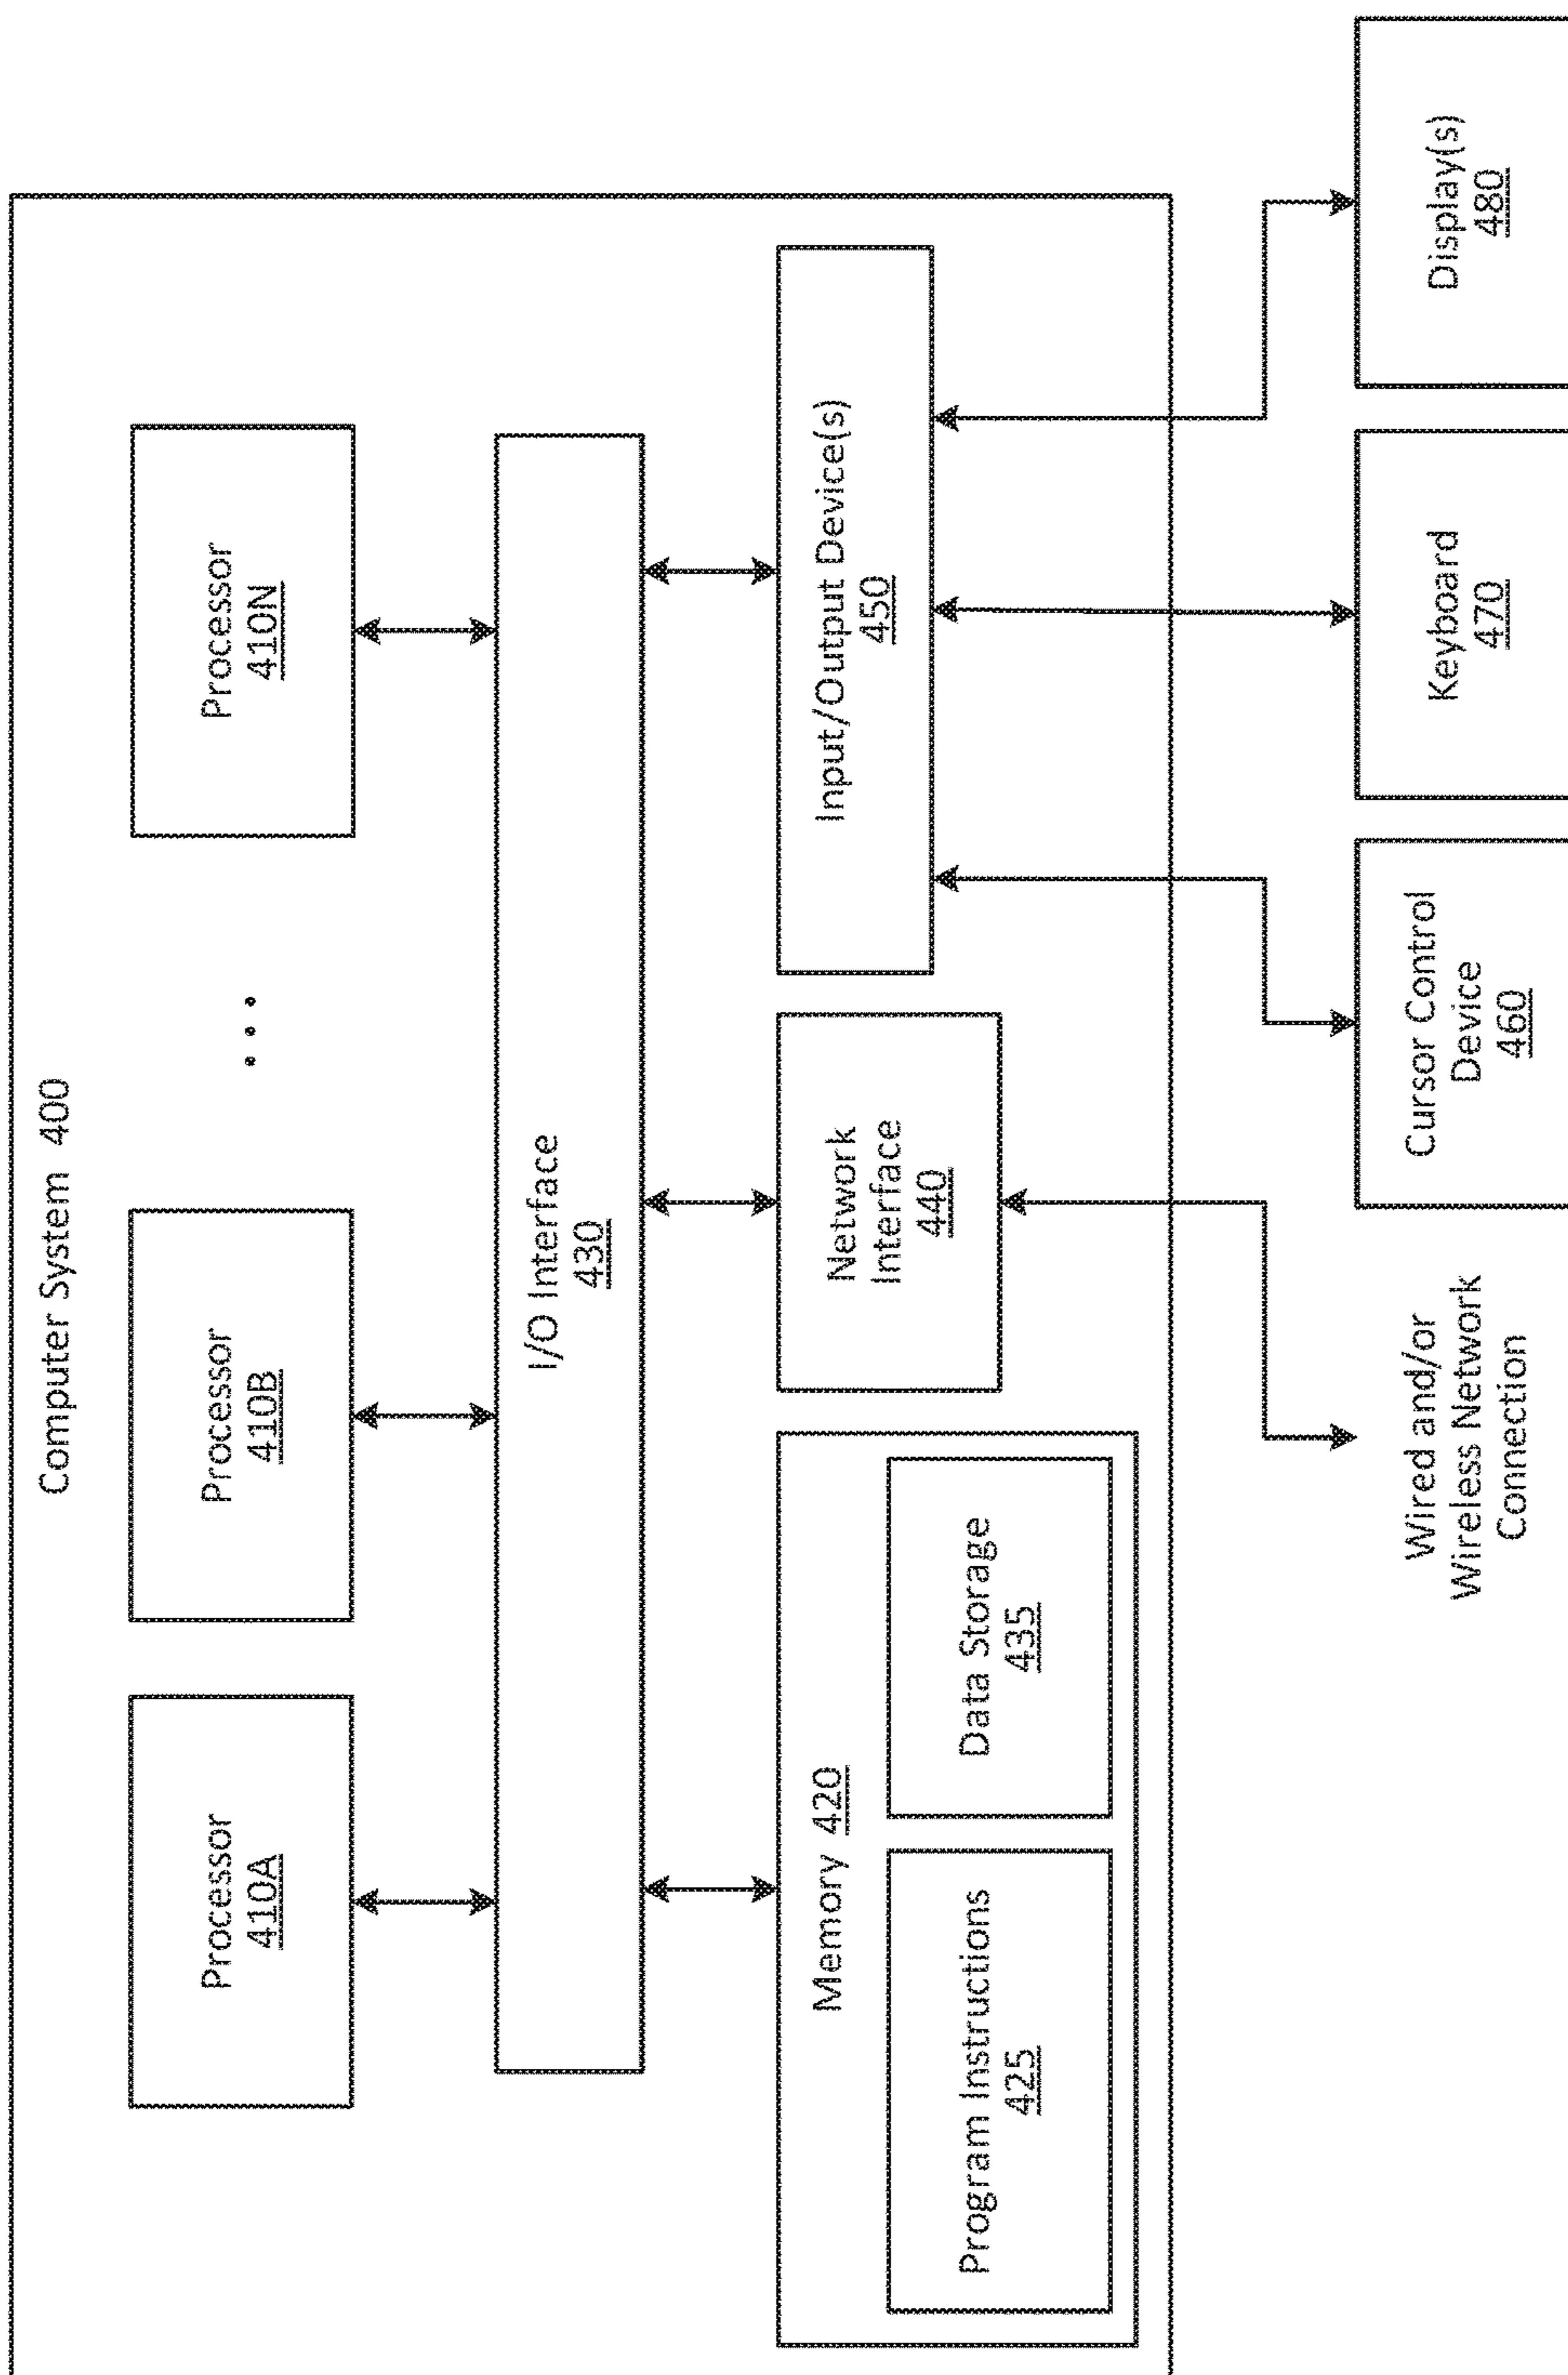 Computer System 400
Processor
410A
Processor
410B
. . .
Processor
410N
I/O Interface
430
Memory 420
Program Instructions
425
Data Storage
435
Network
Interface
440
Input/Output Device(s)
450
Wired and/or
Wireless Network
Connection
Cursor Control
Device
460
Keyboard
470
Display(s)
480